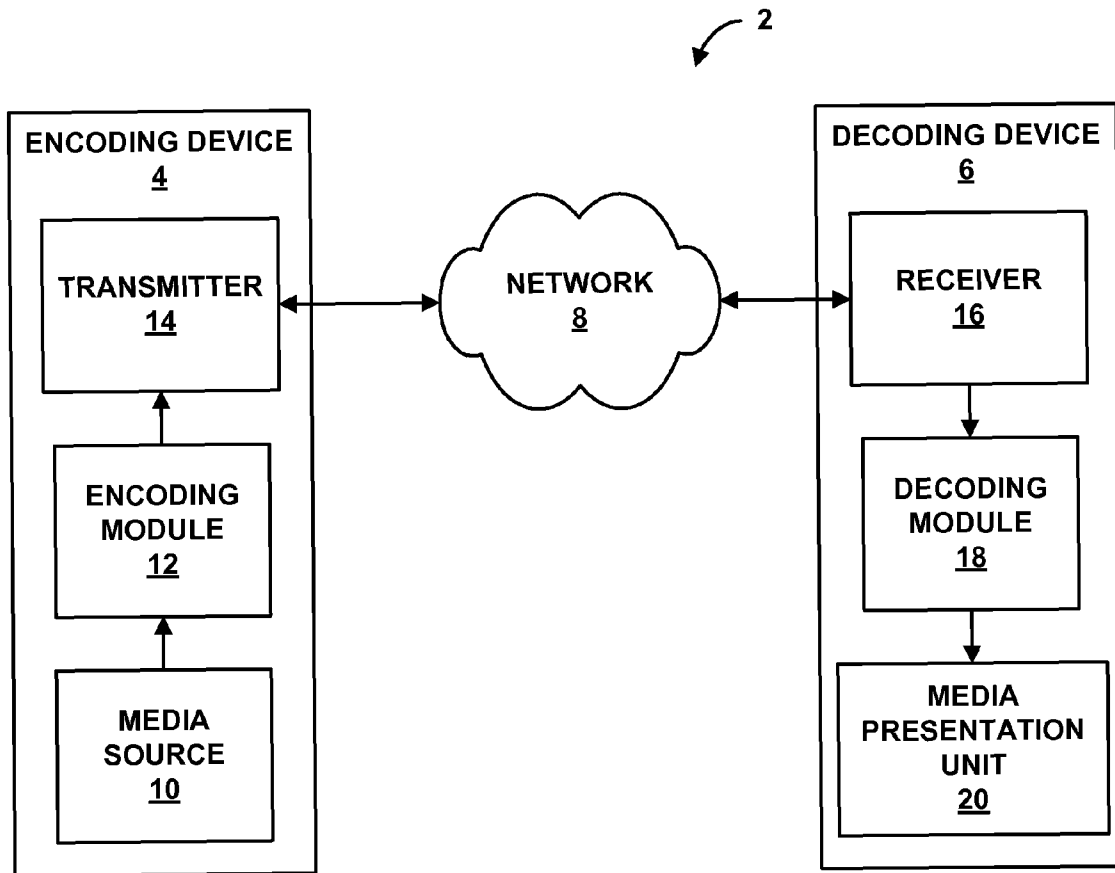 2
ENCODING DEVICE
4
TRANSMITTER
14
ENCODING
MODULE
12
MEDIA
SOURCE
10
NETWORK
8
DECODING DEVICE
6
RECEIVER
16
DECODING
MODULE
18
MEDIA
PRESENTATION
UNIT
20